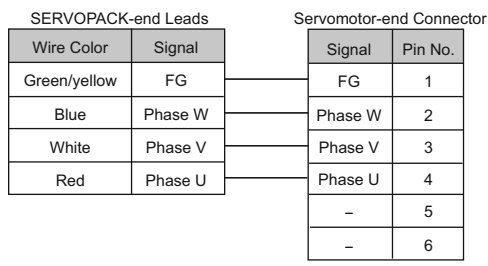 SERVOPACK-end Leads Servomotor-end Connector
Wire Color Signal Signal Pin No.
Green/yellow FG FG 1
Blue Phase W Phase W 2
White Phase V Phase V 3
Red Phase U Phase U 4
– 5
– 6